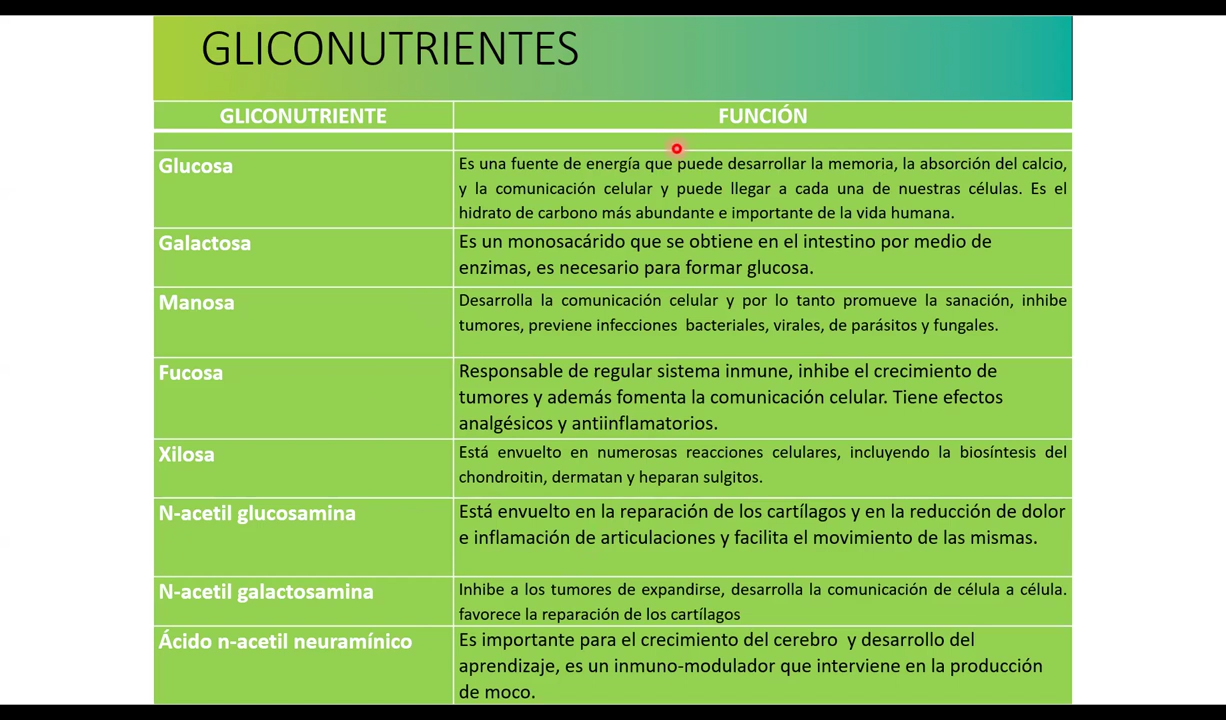 GLICONUTRIENTES
GLICONUTRIENTE
FUNCIÓN
Glucosa
Es una fuente de energía que puede desarrollar la memoria, la absorción del calcio,
y la comunicación celular y puede llegar a cada una de nuestras células. Es el
hidrato de carbono más abundante e importante de la vida humana.
Galactosa
Es un monosacárido que se obtiene en el intestino por medio de
enzimas, es necesario para formar glucosa.
Manosa
Desarrolla la comunicación celular y por lo tanto promueve la sanación, inhibe
tumores, previene infecciones bacteriales, virales, de parásitos y fungales.
Fucosa
Responsable de regular sistema inmune, inhibe el crecimiento de
tumores y además fomenta la comunicación celular. Tiene efectos
analgésicos y antiinflamatorios.
Xilosa
Está envuelto en numerosas reacciones celulares, incluyendo la biosíntesis del
chondroitin, dermatan y heparan sulgitos.
N-acetil glucosamina
Está envuelto en la reparación de los cartílagos y en la reducción de dolor
e inflamación de articulaciones y facilita el movimiento de las mismas.
N-acetil galactosamina
Inhibe a los tumores de expandirse, desarrolla la comunicación de célula a célula.
favorece la reparación de los cartílagos
Ácido n-acetil neuramínico
Es importante para el crecimiento del cerebro y desarrollo del
aprendizaje, es un inmuno-modulador que interviene en la producción
de moco.